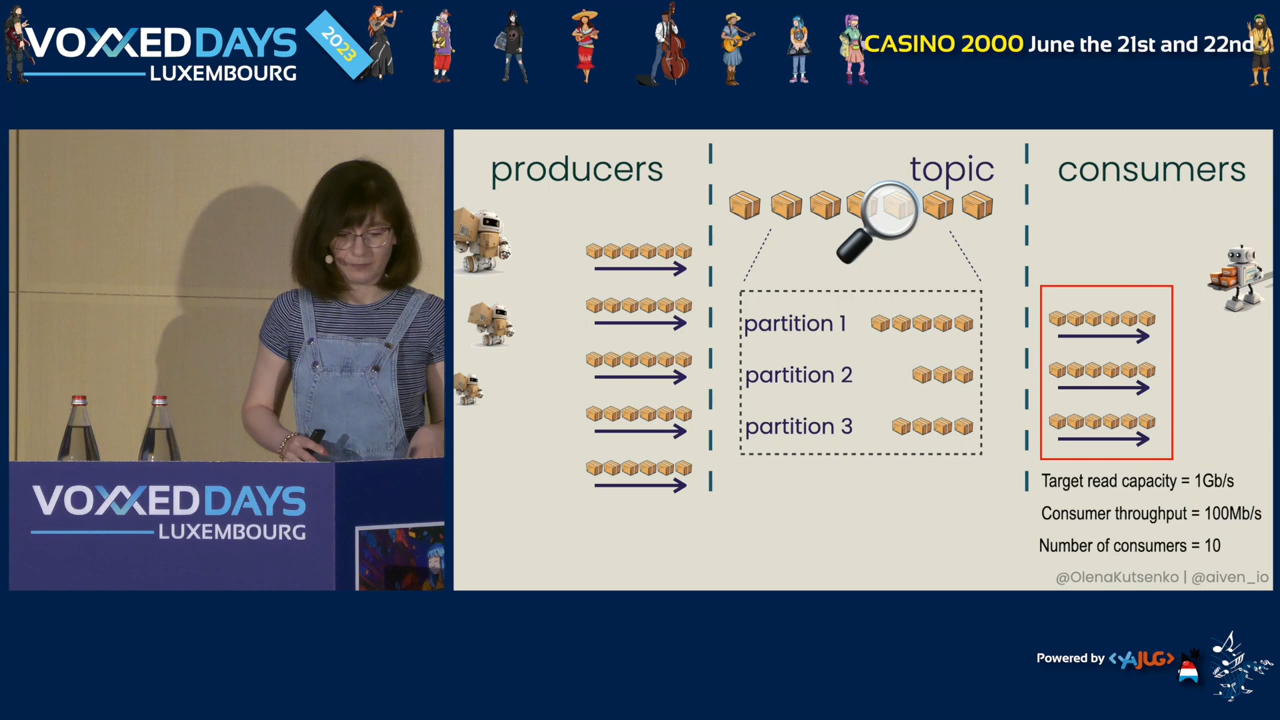 VOXXED DAYS
LUXEMBOURG
2023
CASINO 2000 June the 21st and 22nd
producers
topic
consumers
partition 1
partition 2
partition 3
Target read capacity = 1Gb/s
Consumer throughput = 100Mb/s
Number of consumers = 10
@OlenaKutsenko | @aiven_io
VOXXED DAYS
LUXEMBOURG
Powered by <YAJUG>